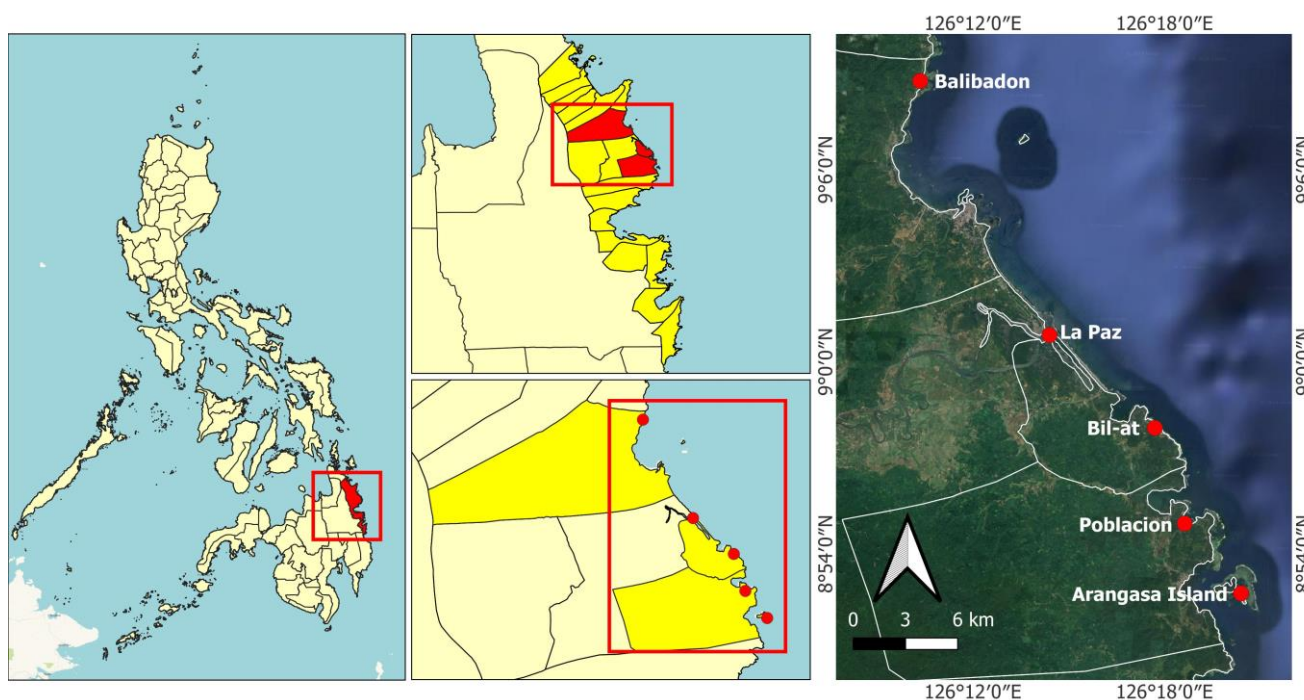 126°12′0″E 126°18′0″E
Balibadon
9°6′0″N 9°6′0″N
La Paz
9°0′0″N 9°0′0″N
Bil-at
Poblacion
8°54′0″N 8°54′0″N
Arangasa Island
0 3 6 km
126°12′0″E 126°18′0″E